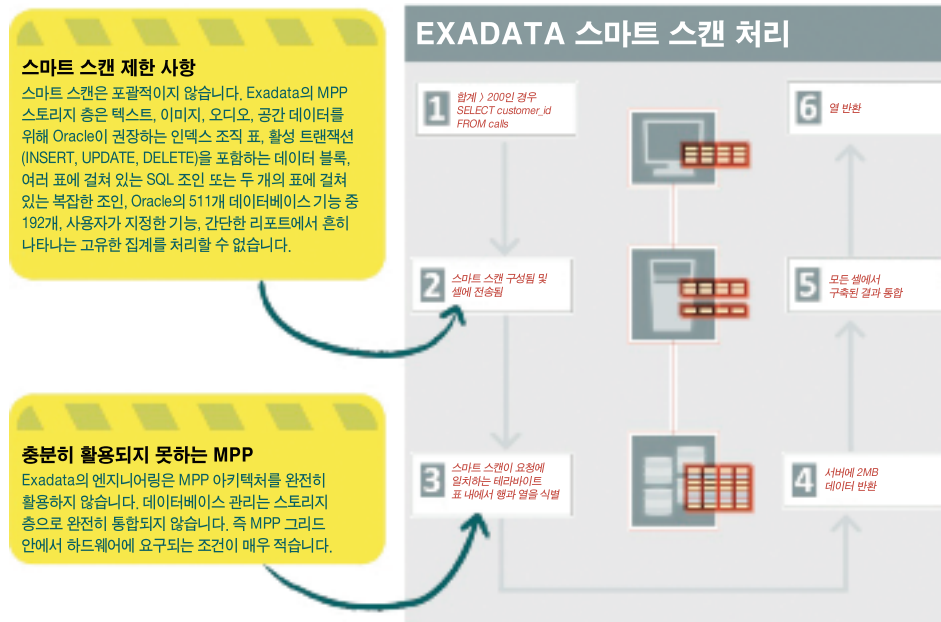 스마트 스캔 제한 사항
스마트 스캔은 포괄적이지 않습니다. Exadata의 MPP
스토리지 층은 텍스트, 이미지, 오디오, 공간 데이터를
위해 Oracle이 권장하는 인덱스 조직 표, 활성 트랜잭션
(INSERT, UPDATE, DELETE)을 포함하는 데이터 블록,
여러 표에 걸쳐 있는 SQL 조인 또는 두 개의 표에 걸쳐
있는 복잡한 조인, Oracle의 511개 데이터베이스 기능 중
192개, 사용자가 지정한 기능, 간단한 리포트에서 흔히
나타나는 고유한 집계를 처리할 수 없습니다.
충분히 활용되지 못하는 MPP
Exadata의 엔지니어링은 MPP 아키텍처를 완전히
활용하지 않습니다. 데이터베이스 관리는 스토리지
층으로 완전히 통합되지 않습니다. 즉 MPP 그리드
안에서 하드웨어에 요구되는 조건이 매우 적습니다.
EXADATA 스마트 스캔 처리
1
합계 > 200인 경우
SELECT customer_id
FROM calls
2
스마트 스캔 구성됨 및
셀에 전송됨
3
스마트 스캔이 요청에
일치하는 테라바이트
표 내에서 행과 열을 식별
4
서버에 2MB
데이터 반환
5
모든 셀에서
구축된 결과 통합
6
열 반환